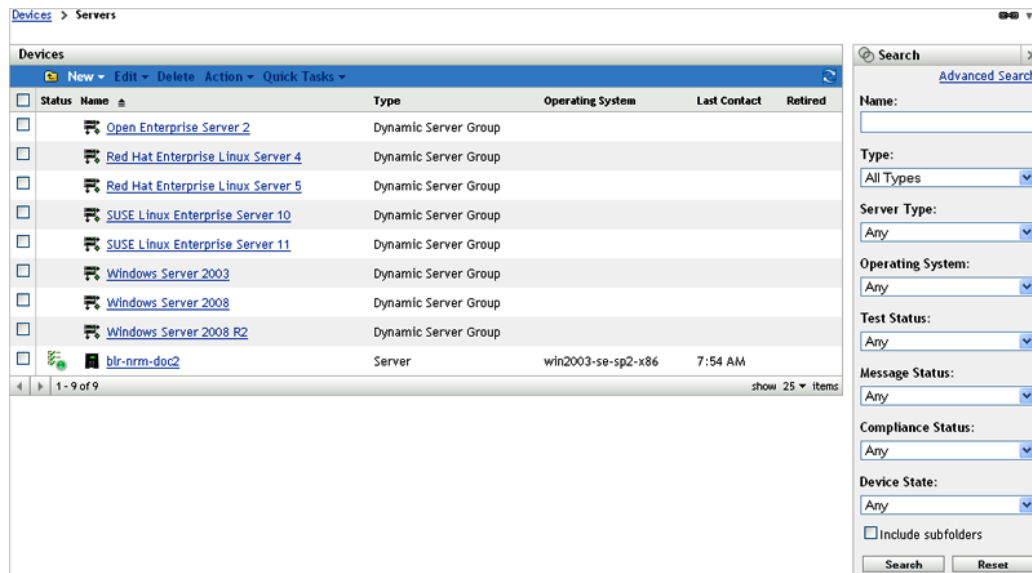 Devices > Servers
Devices
New Edit Delete Action Quick Tasks
Status Name Type Operating System Last Contact Retired
Open Enterprise Server 2 Dynamic Server Group
Red Hat Enterprise Linux Server 4 Dynamic Server Group
Red Hat Enterprise Linux Server 5 Dynamic Server Group
SUSE Linux Enterprise Server 10 Dynamic Server Group
SUSE Linux Enterprise Server 11 Dynamic Server Group
Windows Server 2003 Dynamic Server Group
Windows Server 2008 Dynamic Server Group
Windows Server 2008 R2 Dynamic Server Group
blr-nrm-doc2 Server win2003-se-sp2-x86 7:54 AM
1 - 9 of 9 show 25 items
Search
Advanced Search
Name:
Type:
All Types
Server Type:
Any
Operating System:
Any
Test Status:
Any
Message Status:
Any
Compliance Status:
Any
Device State:
Any
Include subfolders
Search Reset